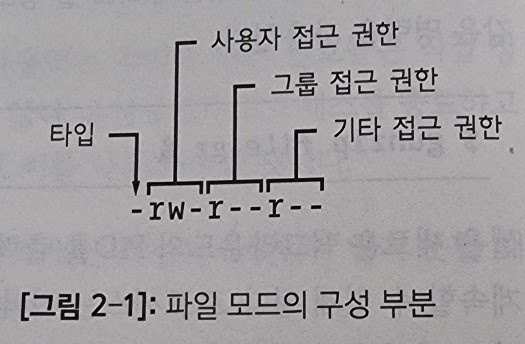 사용자 접근 권한
그룹 접근 권한
타입
기타 접근 권한
-rw-r--r--
[그림 2-1]: 파일 모드의 구성 부분